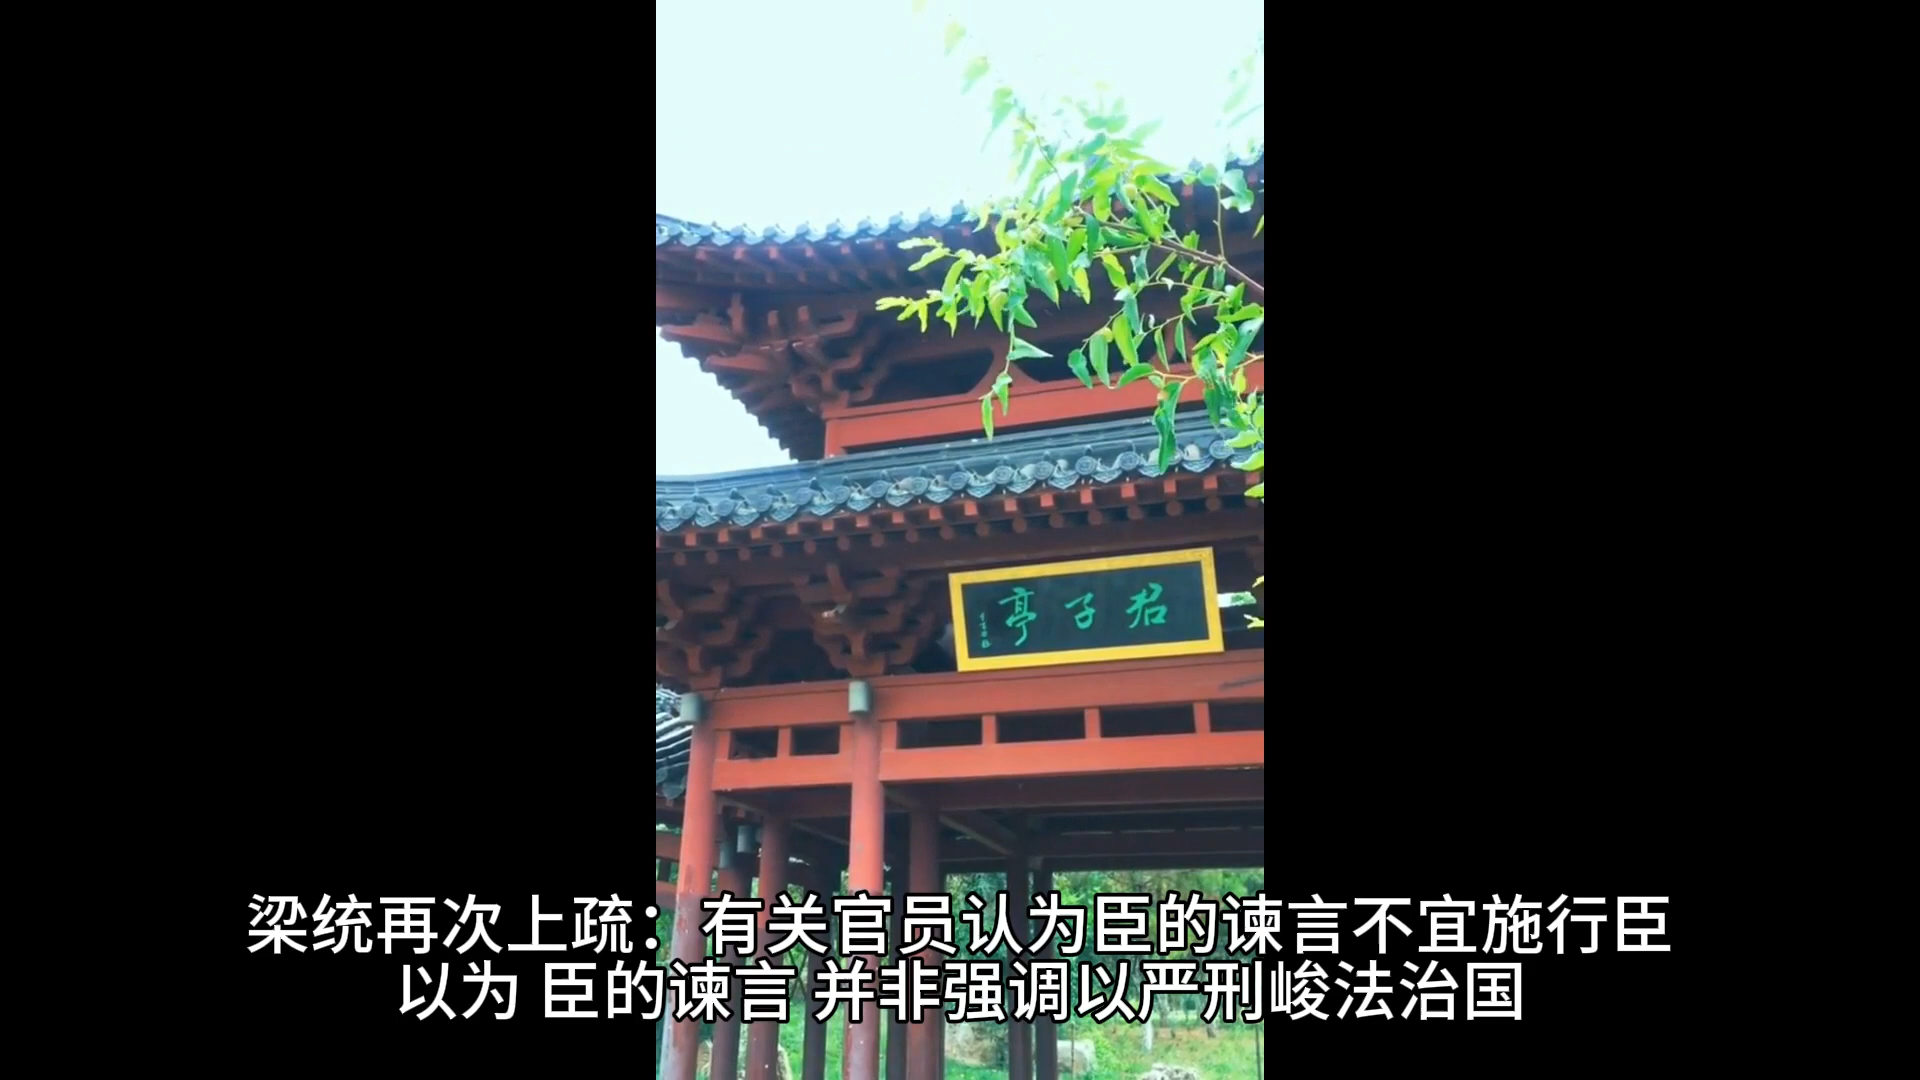 君子亭
梁统再次上疏：有关官员认为臣的谏言不宜施行臣
以为 臣的谏言 并非强调以严刑峻法治国